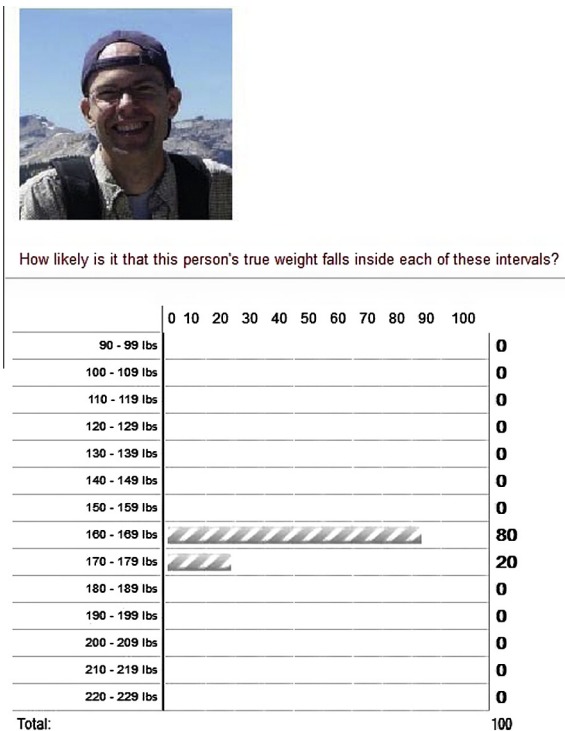 How likely is it that this person's true weight falls inside each of these intervals?
0 10 20 30 40 50 60 70 80 90 100
90 - 99 lbs 0
100 - 109 lbs 0
110 - 119 lbs 0
120 - 129 lbs 0
130 - 139 lbs 0
140 - 149 lbs 0
150 - 159 lbs 0
160 - 169 lbs 80
170 - 179 lbs 20
180 - 189 lbs 0
190 - 199 lbs 0
200 - 209 lbs 0
210 - 219 lbs 0
220 - 229 lbs 0
Total: 100